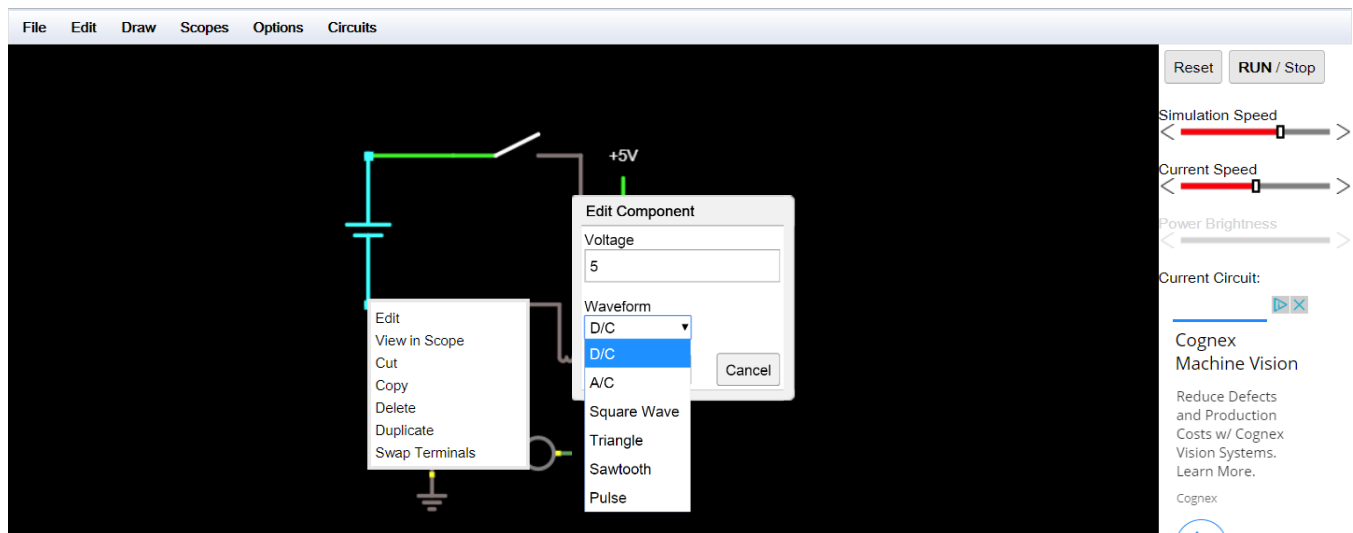 File Edit Draw Scopes Options Circuits
Reset RUN / Stop
Simulation Speed
Current Speed
Power Brightness
Current Circuit:
+5V
Edit Component
Voltage
5
Waveform
D/C
D/C
A/C
Square Wave
Triangle
Sawtooth
Pulse
Cancel
Edit
View in Scope
Cut
Copy
Delete
Duplicate
Swap Terminals
Cognex
Machine Vision
Reduce Defects
and Production
Costs w/ Cognex
Vision Systems.
Learn More.
Cognex